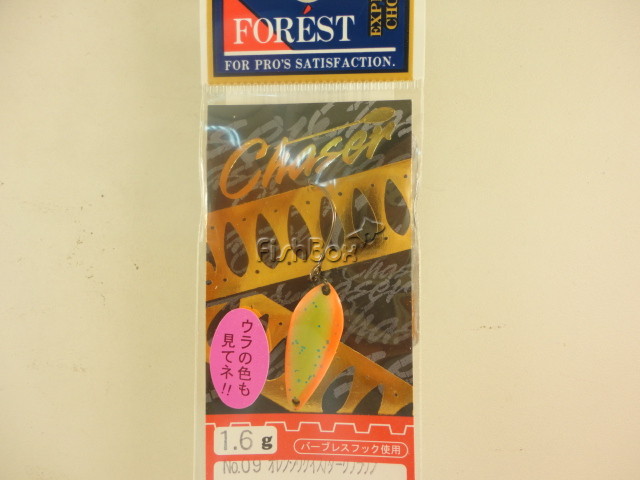 FORÉST
EXP
CHO
FOR PRO'S SATISFACTION.
Chaser
FishBox
ウラの色も
見てネ!!
1.6g
バーブレスフック使用
No.09